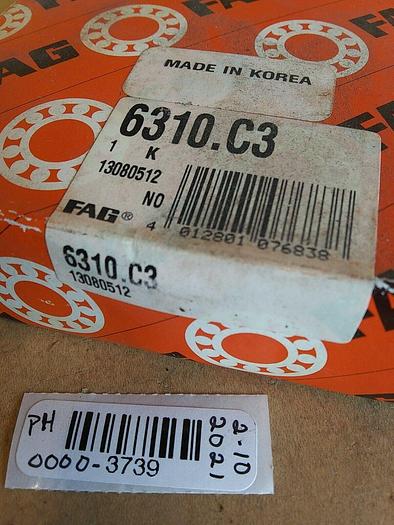 FAG
FAG
MADE IN KOREA
6310.C3
1 K
13080512
NO
FAG®
4 012801 076838
6310.C3
13080512
PH
0000-3739
2-10
2021